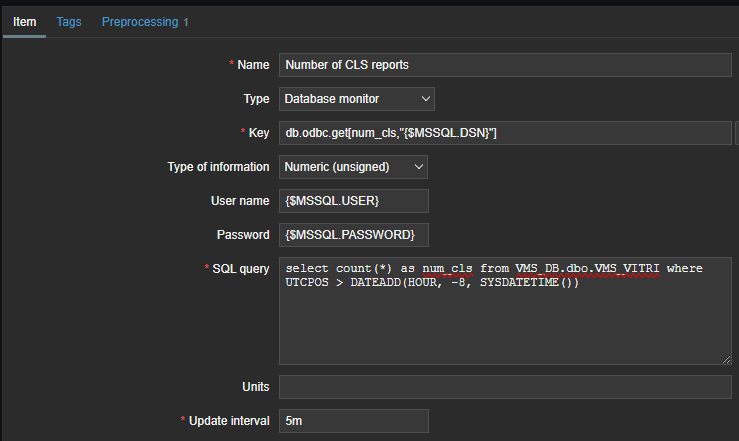 Item Tags Preprocessing 1
* Name Number of CLS reports
Type Database monitor
* Key db.odbc.get[num_cls,"{$MSSQL.DSN}"]
Type of information Numeric (unsigned)
User name {$MSSQL.USER}
Password {$MSSQL.PASSWORD}
* SQL query select count(*) as num_cls from VMS_DB.dbo.VMS_VITRI where
UTCPOS > DATEADD(HOUR, -8, SYSDATETIME())
Units
* Update interval 5m